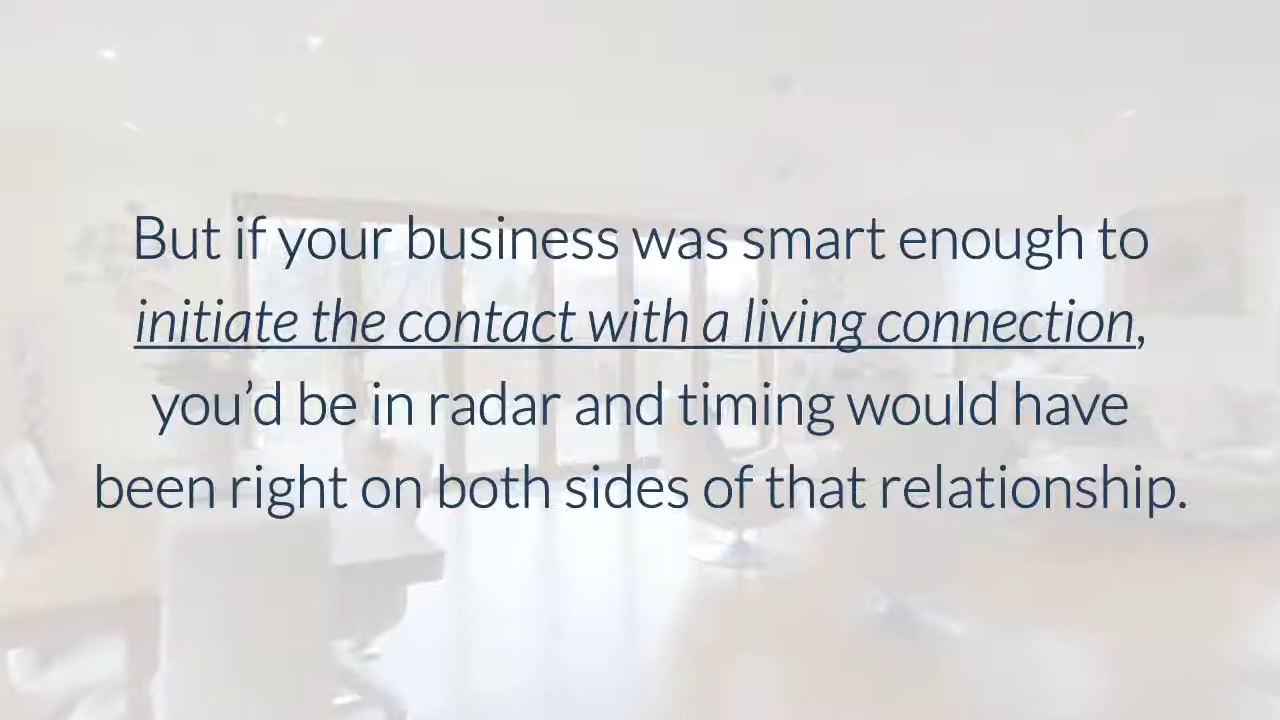 But if your business was smart enough to
initiate the contact with a living connection,
you’d be in radar and timing would have
been right on both sides of that relationship.